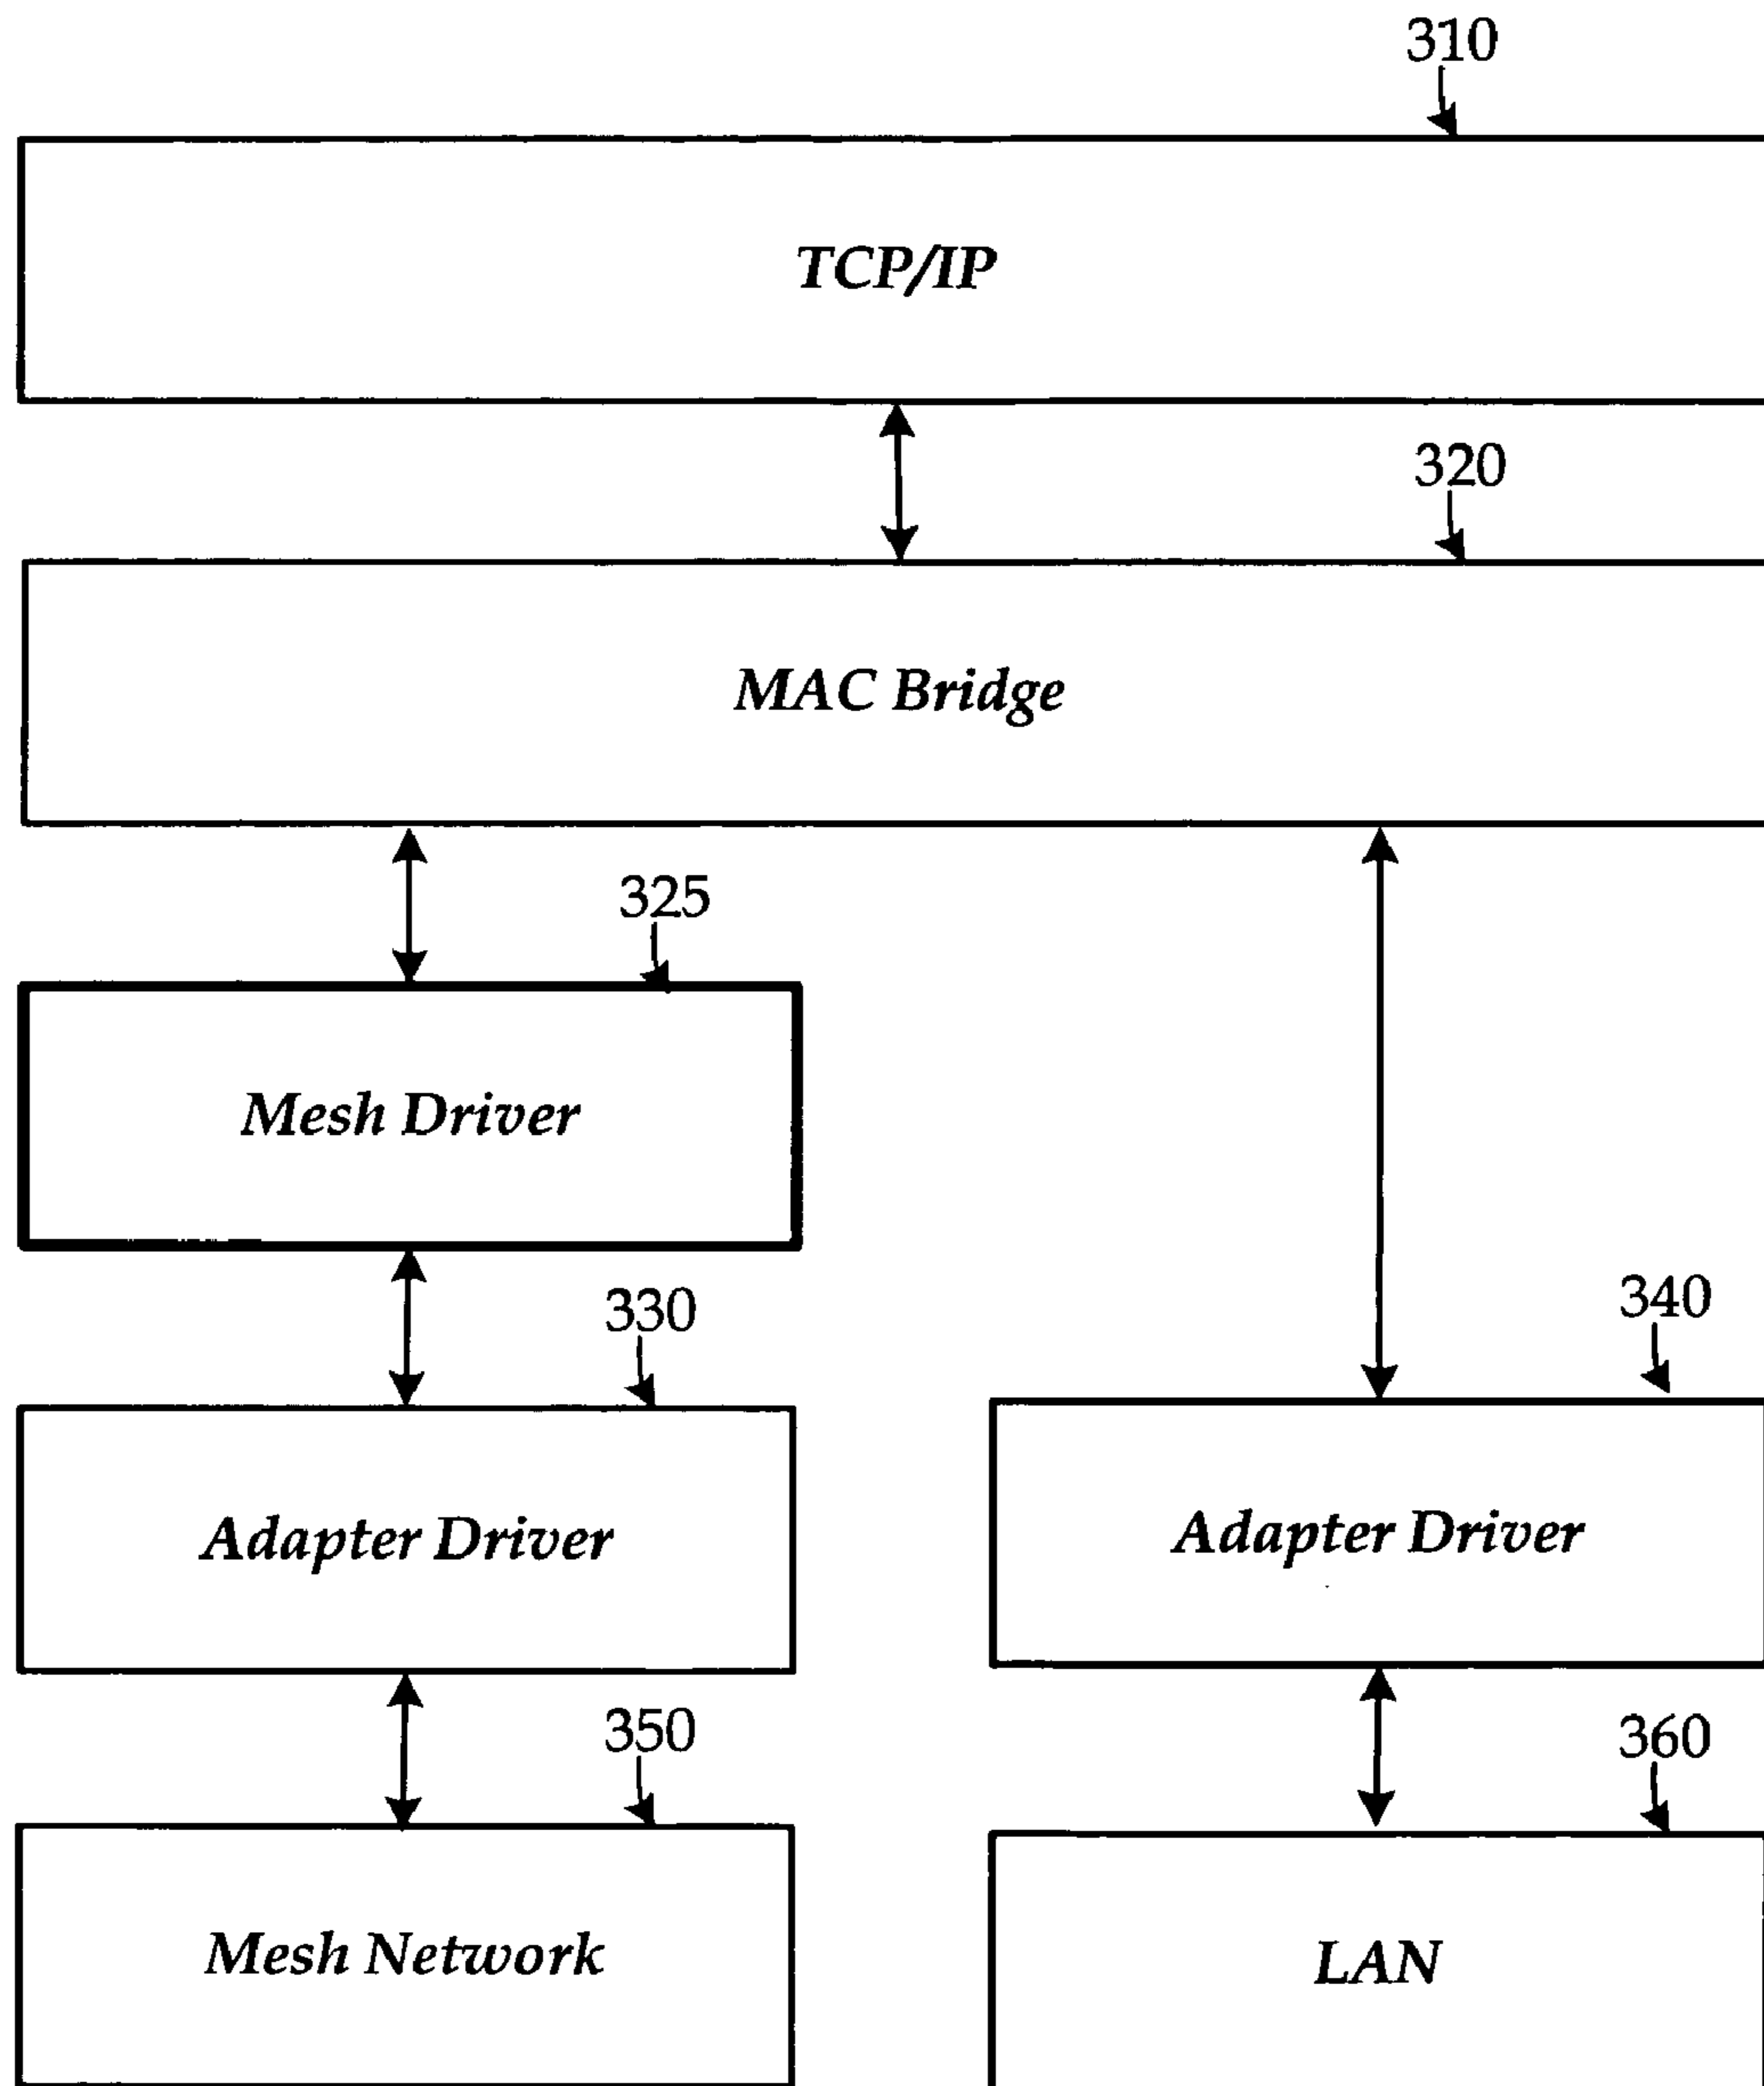 310
TCP/IP
320
MAC Bridge
325
Mesh Driver
330
340
Adapter Driver
Adapter Driver
350
360
Mesh Network
LAN